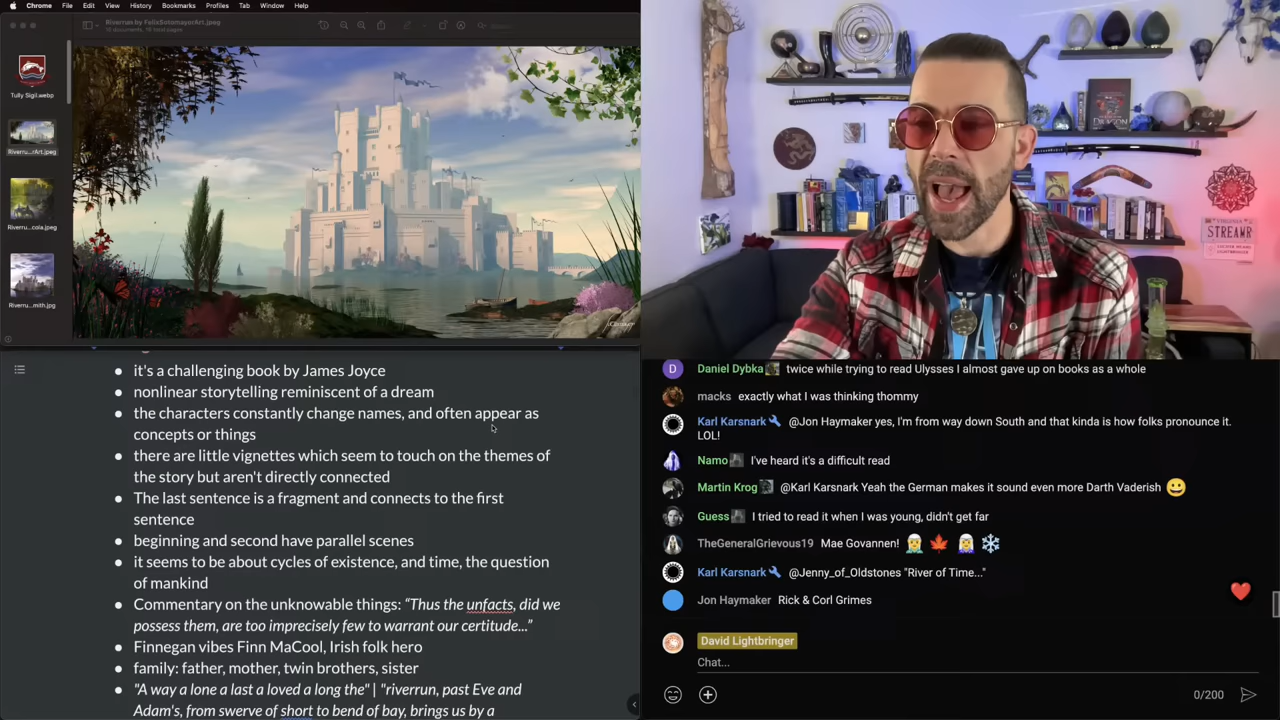 Chrome File Edit View History Bookmarks Profiles Tab Window Help
Riverrun by FelixSotomayorArt.jpeg
Tully Sigil.webp
Riverru...rArt.jpeg
Riverru...cola.jpeg
Riverru...mith.jpg
it's a challenging book by James Joyce
nonlinear storytelling reminiscent of a dream
the characters constantly change names, and often appear as
concepts or things
there are little vignettes which seem to touch on the themes of
the story but aren't directly connected
The last sentence is a fragment and connects to the first
sentence
beginning and second have parallel scenes
it seems to be about cycles of existence, and time, the question
of mankind
Commentary on the unknowable things: “Thus the unfacts, did we
possess them, are too imprecisely few to warrant our certitude...”
Finnegan vibes Finn MaCool, Irish folk hero
family: father, mother, twin brothers, sister
"A way a lone a last a loved a long the" | "riverrun, past Eve and
Adam's, from swerve of short to bend of bay, brings us by a
DRAGON
STREAWR
D Daniel Dybka twice while trying to read Ulysses I almost gave up on books as a whole
macks exactly what I was thinking thommy
Karl Karsnark @Jon Haymaker yes, I'm from way down South and that kinda is how folks pronounce it.
LOL!
Namo I've heard it's a difficult read
Martin Krog @Karl Karsnark Yeah the German makes it sound even more Darth Vaderish
Guess I tried to read it when I was young, didn't get far
TheGeneralGrievous19 Mae Govannen!
Karl Karsnark @Jenny_of_Oldstones "River of Time..."
Jon Haymaker Rick & Corl Grimes
David Lightbringer
Chat...
0/200